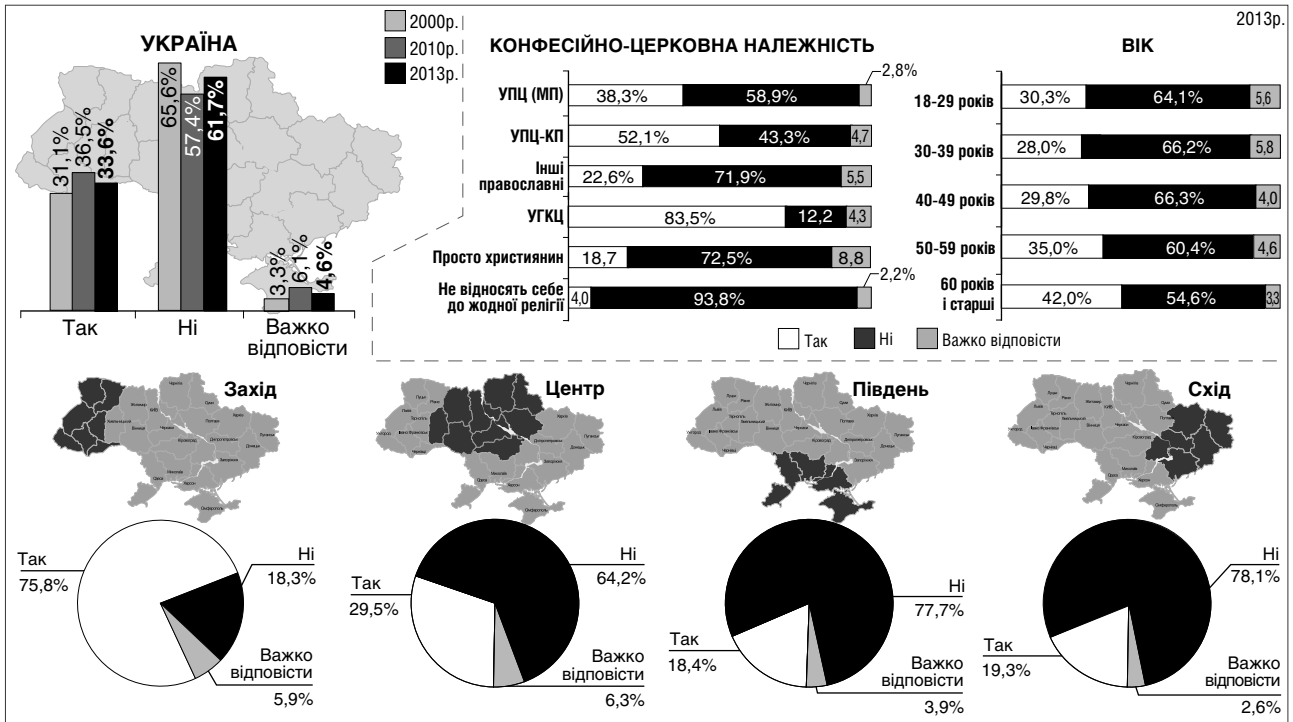 2000р.
2010р.
2013р.
УКРАЇНА
31,1%
36,5%
33,6%
65,6%
57,4%
61,7%
3,3%
6,1%
4,6%
Так
Ні
Важко
відповісти
2013р.
КОНФЕСІЙНО-ЦЕРКОВНА НАЛЕЖНІСТЬ
УПЦ (МП)
38,3%
58,9%
2,8%
УПЦ-КП
52,1%
43,3%
4,7
Інші
православні
22,6%
71,9%
5,5
УГКЦ
83,5%
12,2
4,3
Просто християнин
18,7
72,5%
8,8
Не відносять себе
до жодної релігії
4,0
93,8%
2,2%
ВІК
18-29 років
30,3%
64,1%
5,6
30-39 років
28,0%
66,2%
5,8
40-49 років
29,8%
66,3%
4,0
50-59 років
35,0%
60,4%
4,6
60 років
і старші
42,0%
54,6%
3,3
Так
Ні
Важко відповісти
Захід
Так
75,8%
Ні
18,3%
Важко
відповісти
5,9%
Центр
Так
29,5%
Ні
64,2%
Важко
відповісти
6,3%
Південь
Так
18,4%
Ні
77,7%
Важко
відповісти
3,9%
Схід
Так
19,3%
Ні
78,1%
Важко
відповісти
2,6%